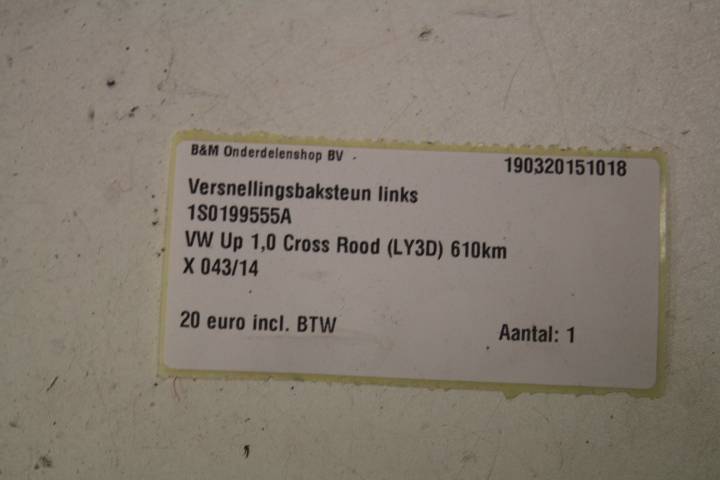 B&M Onderdelenshop BV
190320151018
Versnellingsbaksteun links
1S0199555A
VW Up 1,0 Cross Rood (LY3D) 610km
X 043/14
20 euro incl. BTW
Aantal: 1